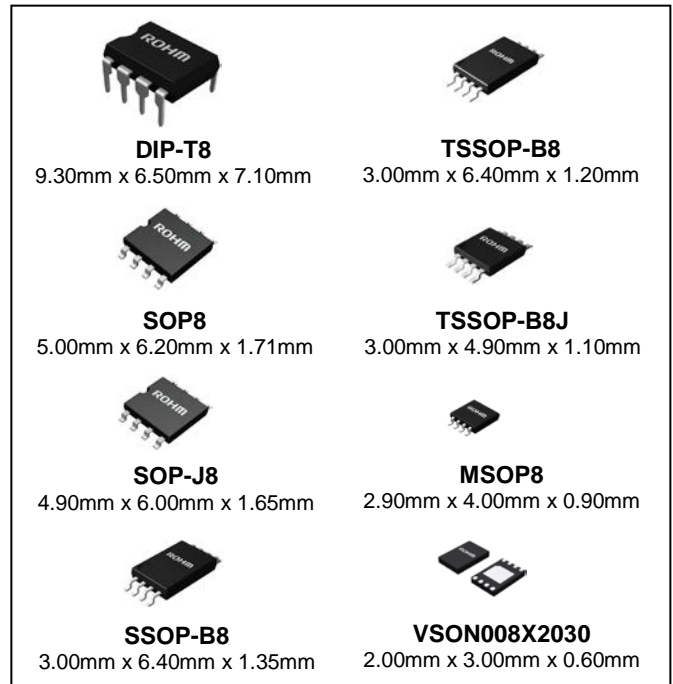 ROHM
DIP-T8
9.30mm x 6.50mm x 7.10mm
ROHM
TSSOP-B8
3.00mm x 6.40mm x 1.20mm
ROHM
SOP8
5.00mm x 6.20mm x 1.71mm
ROHM
TSSOP-B8J
3.00mm x 4.90mm x 1.10mm
ROHM
SOP-J8
4.90mm x 6.00mm x 1.65mm
ROHM
MSOP8
2.90mm x 4.00mm x 0.90mm
ROHM
SSOP-B8
3.00mm x 6.40mm x 1.35mm
ROHM
VSON008X2030
2.00mm x 3.00mm x 0.60mm